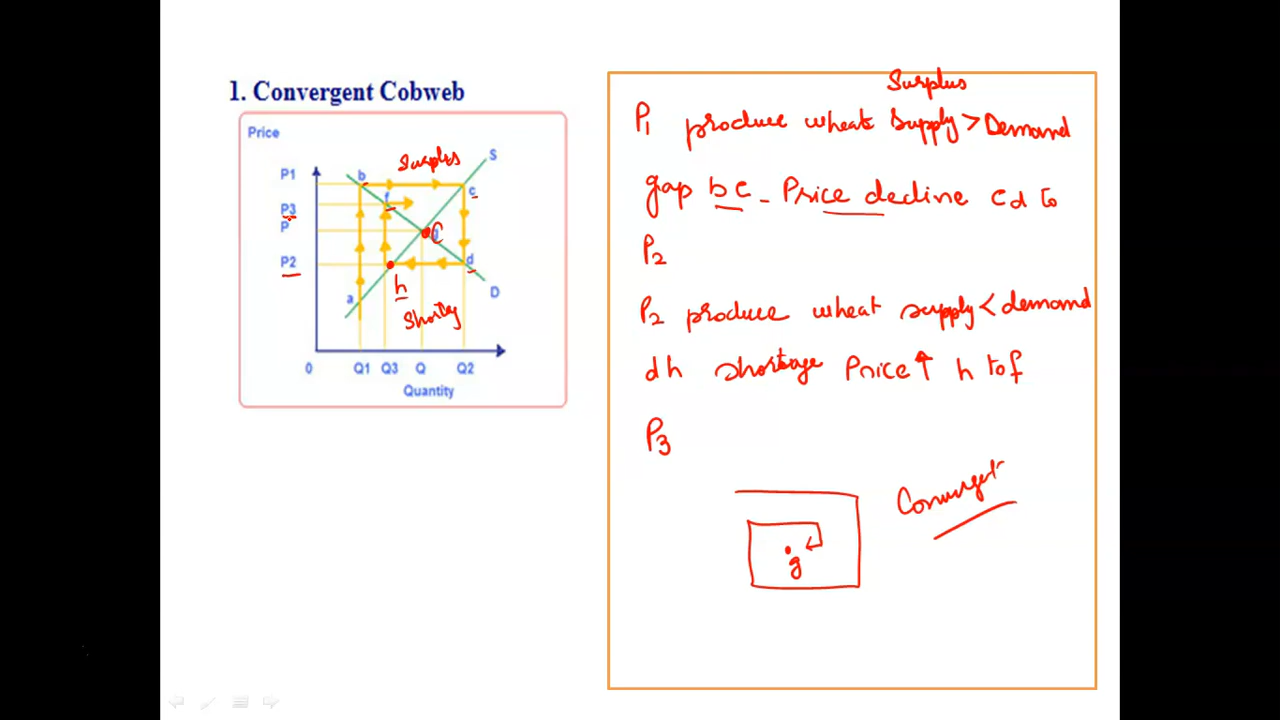 1. Convergent Cobweb
Price
P1
P3
P
P2
b
Surplus
S
c
f
C
d
h
a
D
Shortag
0
Q1
Q3
Q
Q2
Quantity
Surplus
P1 produce wheat supply > Demand
gap bc - Price decline cd to
P2
P2 produce wheat supply < demand
dh shortage Price ↑ h to f
P3
g
Convergent